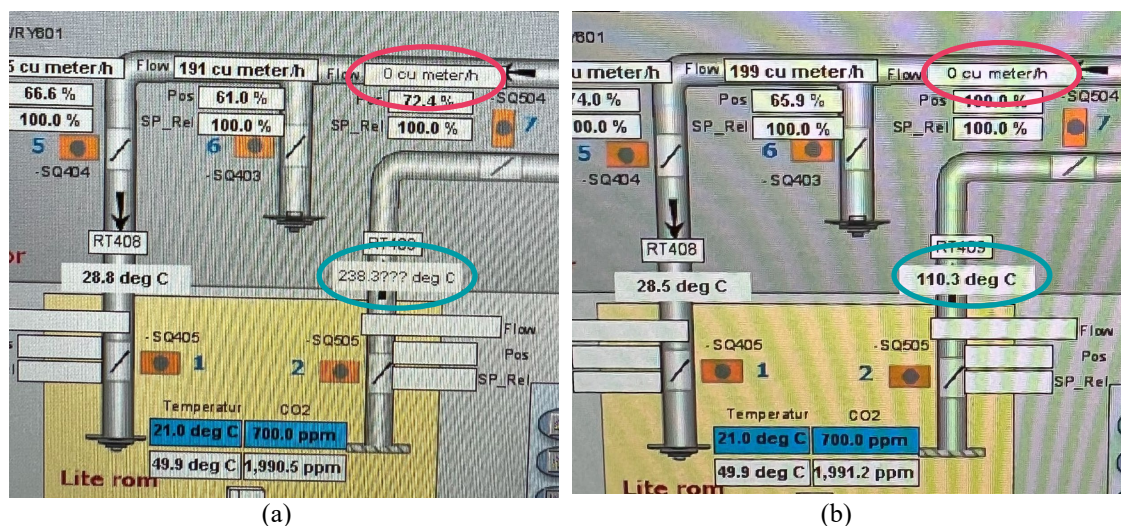 VRY601
5 cu meter/h
Flow
191 cu meter/h
Flow
0 cu meter/h
66.6 %
Pos
61.0 %
72.4 %
-SQ504
100.0 %
SP_Rel
100.0 %
SP_Rel
100.0 %
7
5
6
-SQ404
-SQ403
RT408
28.8 deg C
238.3??? deg C
Flow
-SQ405
-SQ505
Pos
1
2
SP_Rel
Temperatur
CO2
21.0 deg C
700.0 ppm
49.9 deg C
1,990.5 ppm
Lite rom
(a)
RY601
u meter/h
Flow
199 cu meter/h
Flow
0 cu meter/h
74.0 %
Pos
65.9 %
Pos
100.0 %
-SQ504
00.0 %
SP_Rel
100.0 %
SP_Rel
100.0 %
7
5
6
-SQ404
-SQ403
RT408
RT409
28.5 deg C
110.3 deg C
Flow
-SQ405
-SQ505
Pos
1
2
SP_Rel
Temperatur
CO2
21.0 deg C
700.0 ppm
49.9 deg C
1,991.2 ppm
Lite rom
(b)